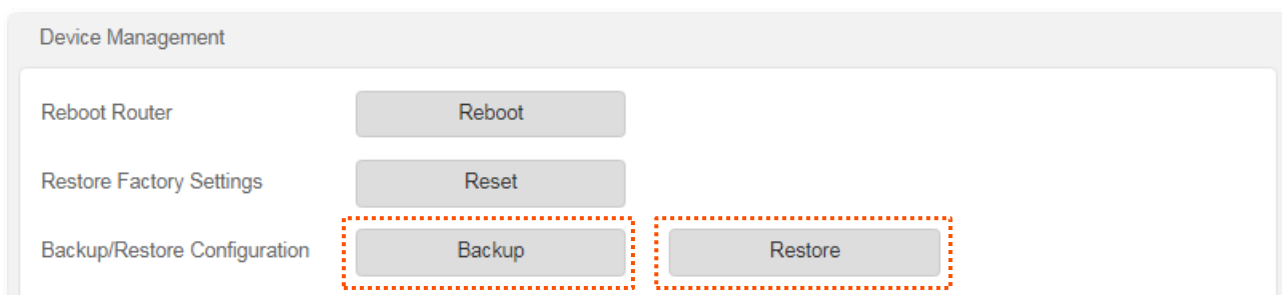 Device Management
Reboot Router Reboot
Restore Factory Settings Reset
Backup/Restore Configuration Backup Restore